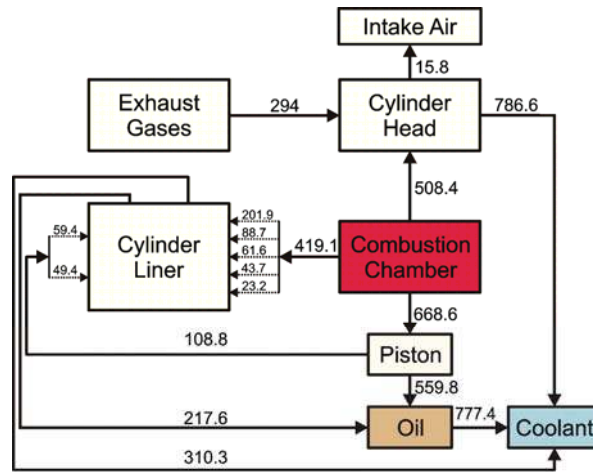 Intake Air
15.8
Exhaust
Gases
294
Cylinder
Head
786.6
508.4
59.4
49.4
Cylinder
Liner
201.9
88.7
61.6
43.7
23.2
419.1
Combustion
Chamber
668.6
108.8
Piston
559.8
217.6
Oil
777.4
Coolant
310.3